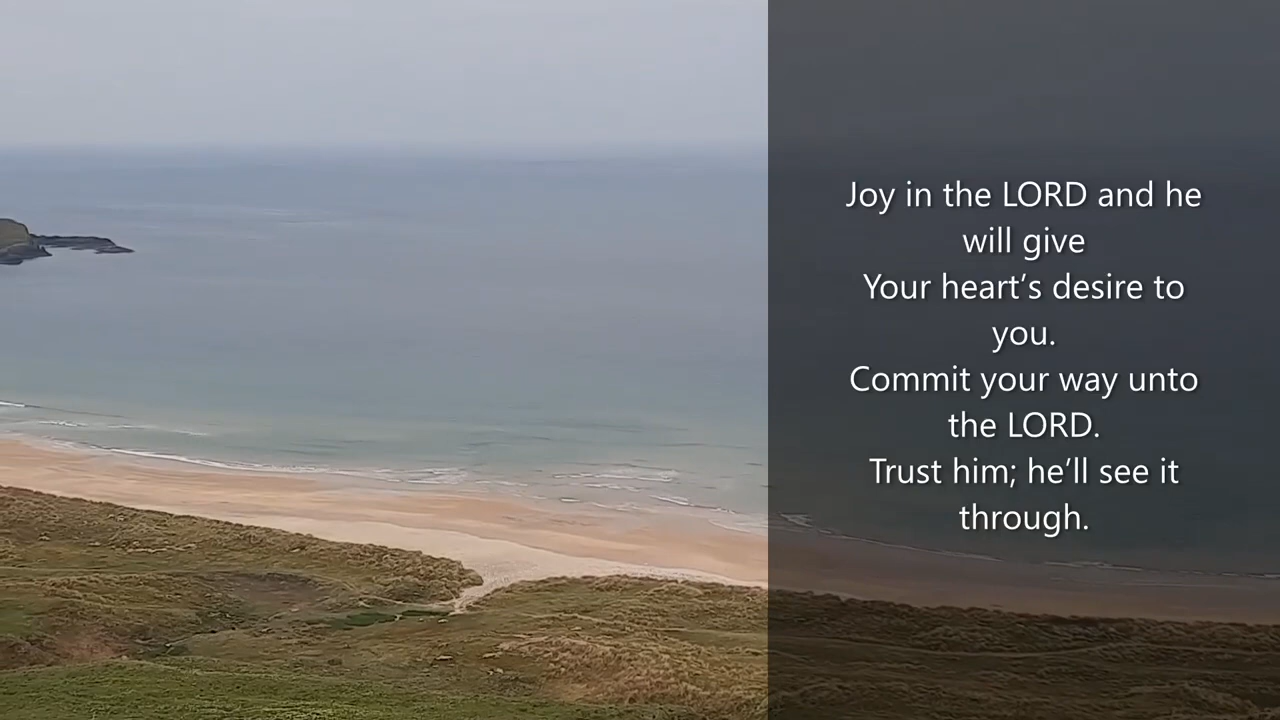 Joy in the LORD and he
will give
Your heart’s desire to
you.
Commit your way unto
the LORD.
Trust him; he’ll see it
through.